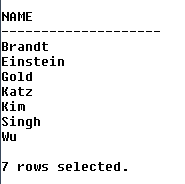 NAME
--------------------
Brandt
Einstein
Gold
Katz
Kim
Singh
Wu
7 rows selected.